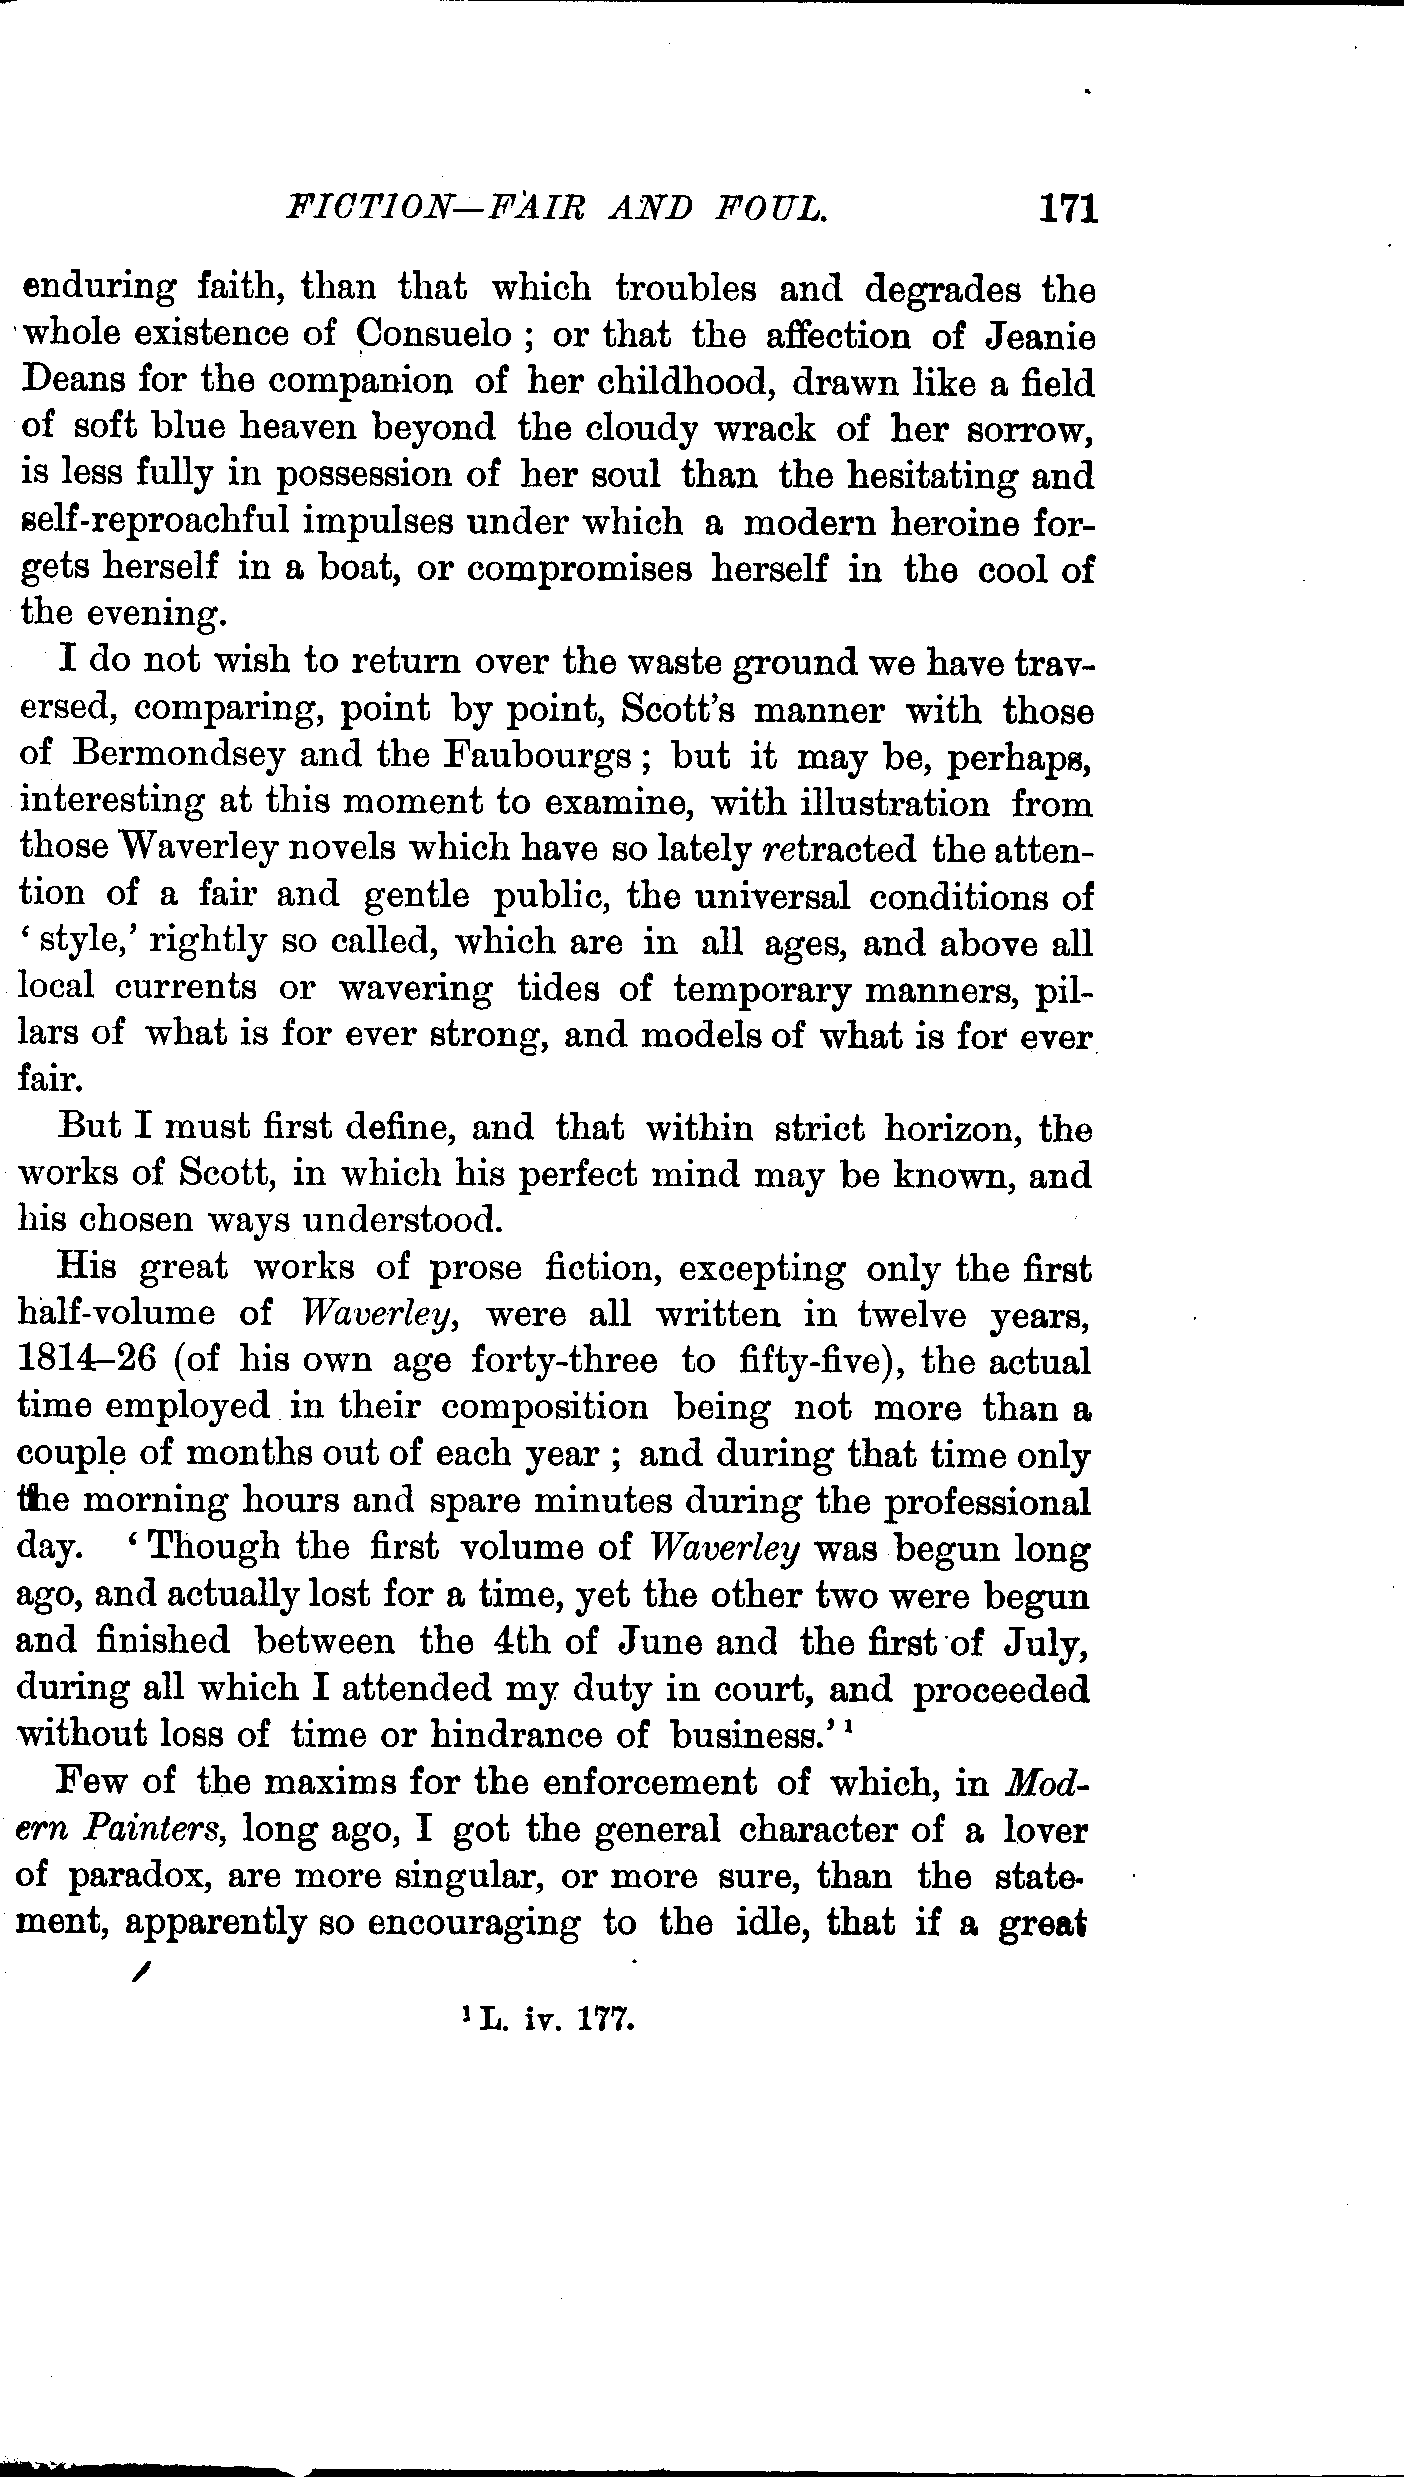 FICTION—FAIR AND FOUL. 171
enduring faith, than that which troubles and degrades the
whole existence of Consuelo ; or that the affection of Jeanie
Deans for the companion of her childhood, drawn like a field
of soft blue heaven beyond the cloudy wrack of her sorrow,
is less fully in possession of her soul than the hesitating and
self-reproachful impulses under which a modern heroine for-
gets herself in a boat, or compromises herself in the cool of
the evening.
I do not wish to return over the waste ground we have trav-
ersed, comparing, point by point, Scott's manner with those
of Bermondsey and the Faubourgs ; but it may be, perhaps,
interesting at this moment to examine, with illustration from
those Waverley novels which have so lately retracted the atten-
tion of a fair and gentle public, the universal conditions of
‘ style,’ rightly so called, which are in all ages, and above all
local currents or wavering tides of temporary manners, pil-
lars of what is for ever strong, and models of what is for ever
fair.
But I must first define, and that within strict horizon, the
works of Scott, in which his perfect mind may be known, and
his chosen ways understood.
His great works of prose fiction, excepting only the first
half-volume of Waverley, were all written in twelve years,
1814–26 (of his own age forty-three to fifty-five), the actual
time employed in their composition being not more than a
couple of months out of each year ; and during that time only
the morning hours and spare minutes during the professional
day. ‘ Though the first volume of Waverley was begun long
ago, and actually lost for a time, yet the other two were begun
and finished between the 4th of June and the first of July,
during all which I attended my duty in court, and proceeded
without loss of time or hindrance of business.’ ¹
Few of the maxims for the enforcement of which, in Mod-
ern Painters, long ago, I got the general character of a lover
of paradox, are more singular, or more sure, than the state-
ment, apparently so encouraging to the idle, that if a great
¹ L. iv. 177.